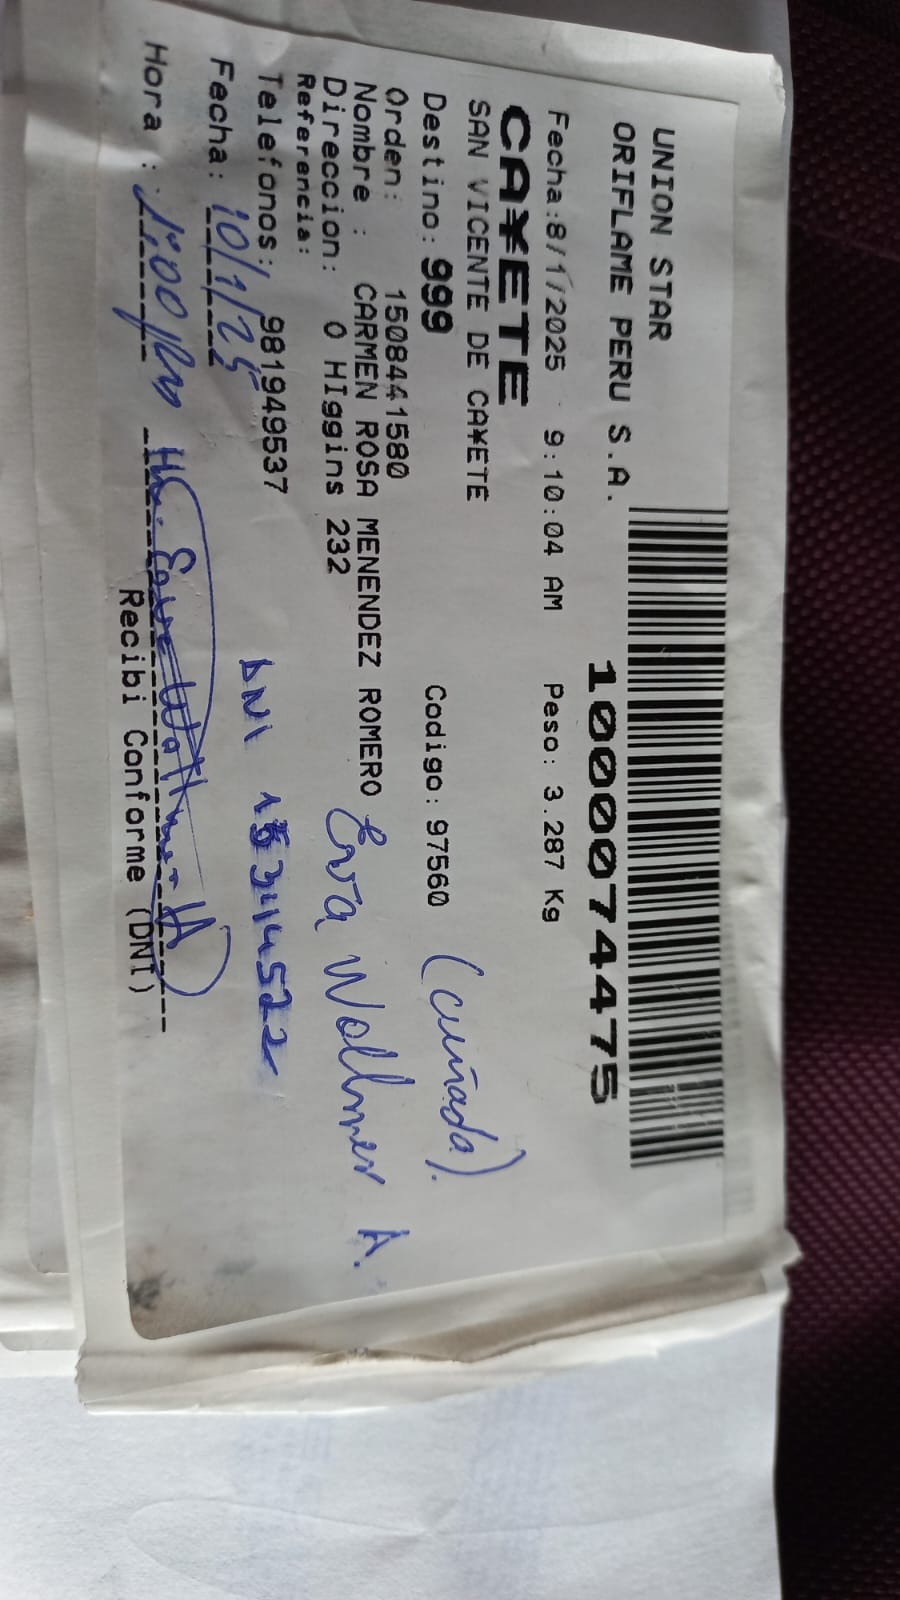 UNION STAR
ORIFLAME PERU S.A.
1000074475
Fecha:8/1/2025 9:10:04 AM Peso: 3.287 Kg
CA¥ETE
SAN VICENTE DE CA¥ETE
Destino: 999 Codigo: 97560 (cuñada).
Orden: 1508441580
Nombre : CARMEN ROSA MENENDEZ ROMERO
Eva Wollmer A.
Direccion: O HIggins 232
Referencia:
Telefonos: 981949537
DNI
Fecha: 10/1/25
Hora : 1:00 pm
Recibi Conforme (DNI)